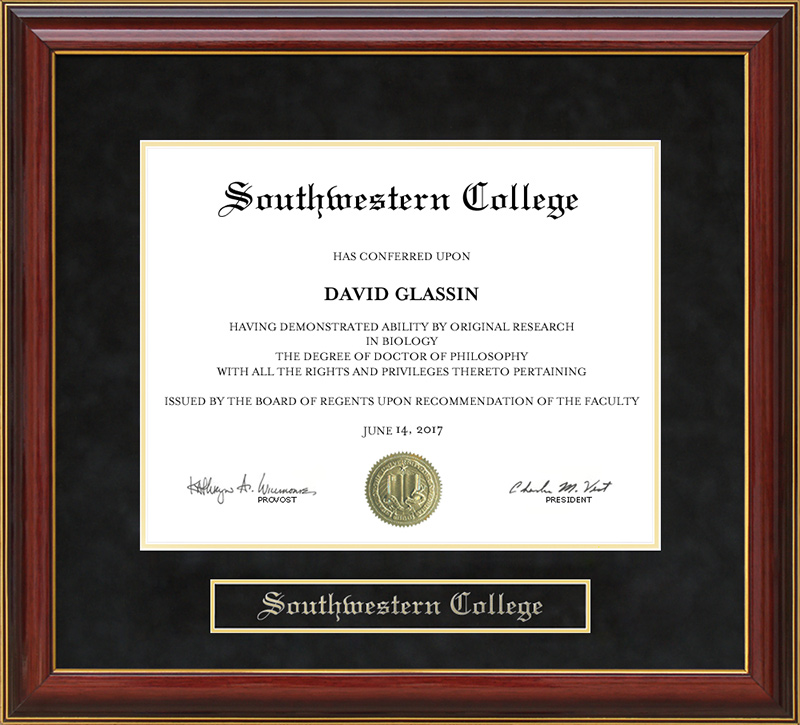 Southwestern College
HAS CONFERRED UPON
DAVID GLASSIN
HAVING DEMONSTRATED ABILITY BY ORIGINAL RESEARCH
IN BIOLOGY
THE DEGREE OF DOCTOR OF PHILOSOPHY
WITH ALL THE RIGHTS AND PRIVILEGES THERETO PERTAINING
ISSUED BY THE BOARD OF REGENTS UPON RECOMMENDATION OF THE FACULTY
JUNE 14, 2017
Charles M. Vest
PROVOST
PRESIDENT
Southwestern College